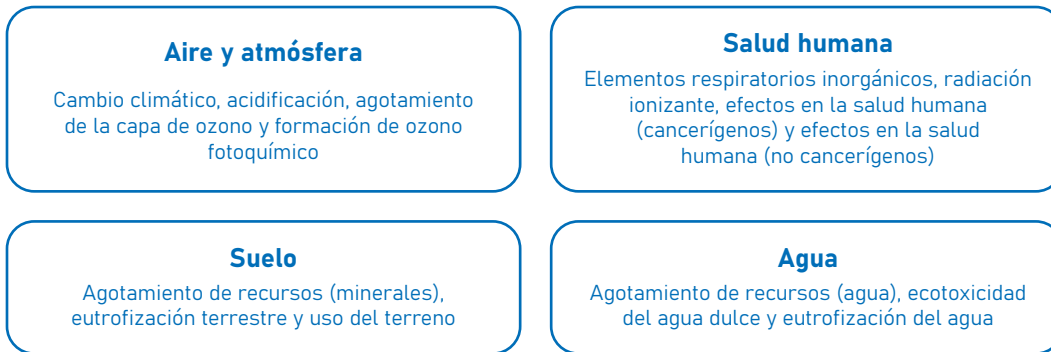 Aire y atmósfera
Cambio climático, acidificación, agotamiento
de la capa de ozono y formación de ozono
fotoquímico
Salud humana
Elementos respiratorios inorgánicos, radiación
ionizante, efectos en la salud humana
(cancerígenos) y efectos en la salud
humana (no cancerígenos)
Suelo
Agotamiento de recursos (minerales),
eutrofización terrestre y uso del terreno
Agua
Agotamiento de recursos (agua), ecotoxicidad
del agua dulce y eutrofización del agua